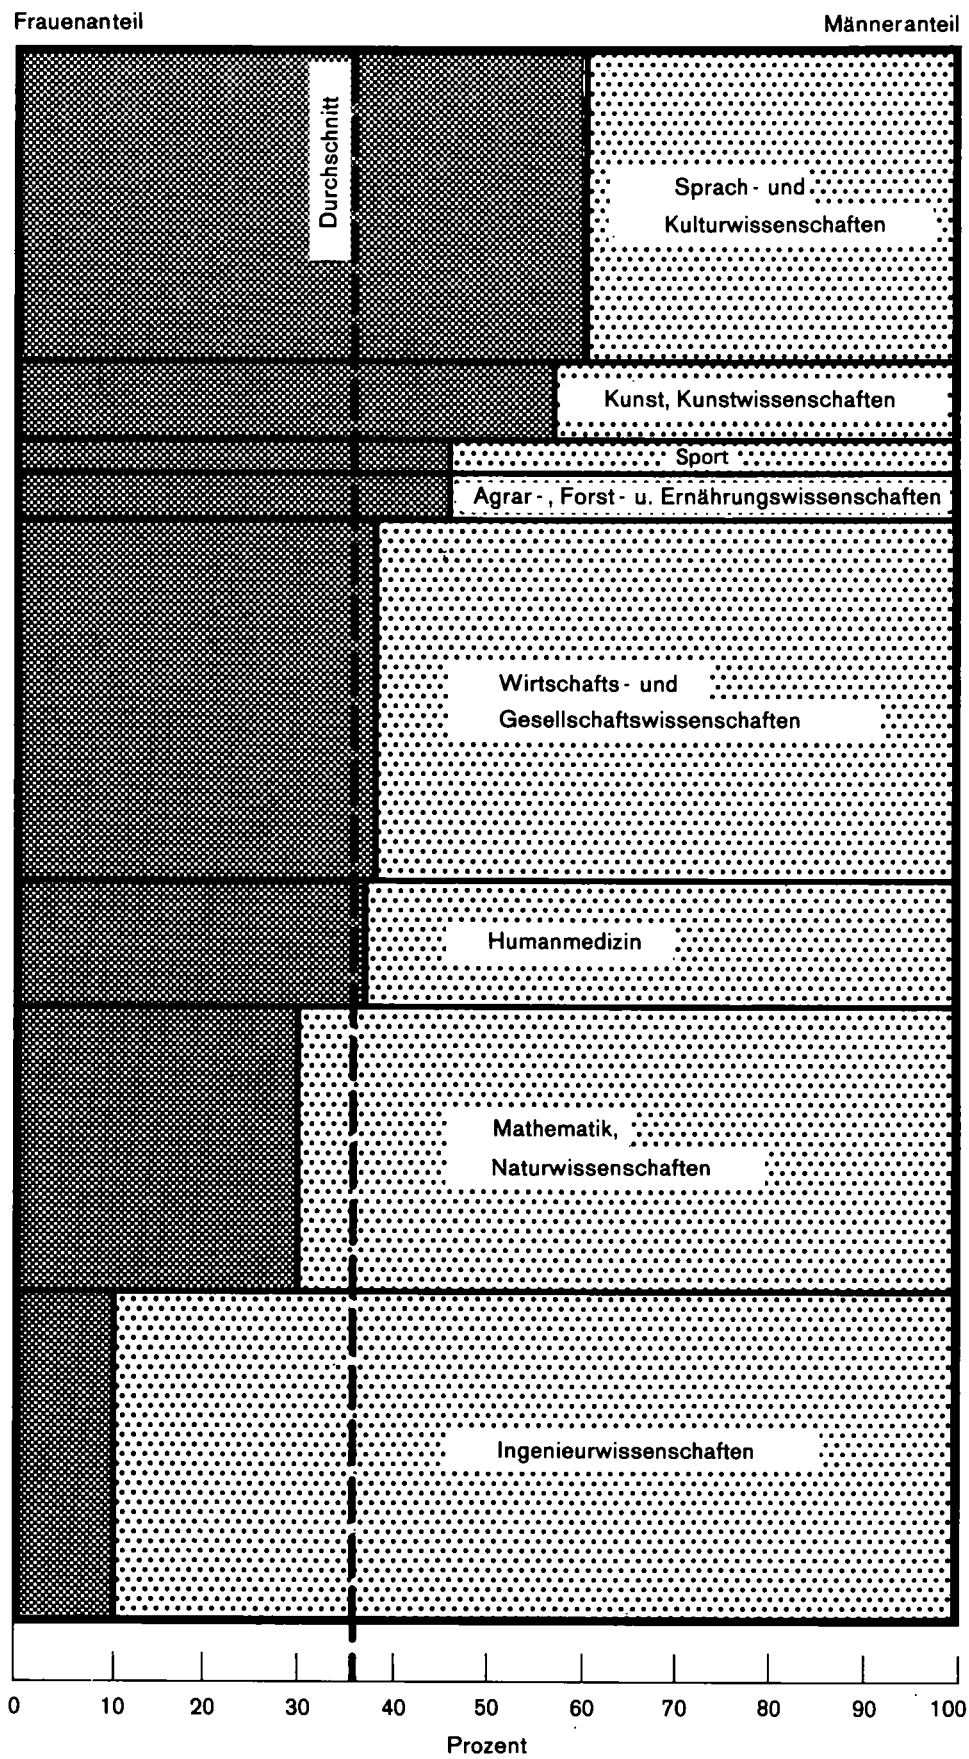 Frauenanteil Männeranteil
Durchschnitt
Sprach- und
Kulturwissenschaften
Kunst, Kunstwissenschaften
Sport
Agrar-, Forst- u. Ernährungswissenschaften
Wirtschafts- und
Gesellschaftswissenschaften
Humanmedizin
Mathematik,
Naturwissenschaften
Ingenieurwissenschaften
0 10 20 30 40 50 60 70 80 90 100
Prozent